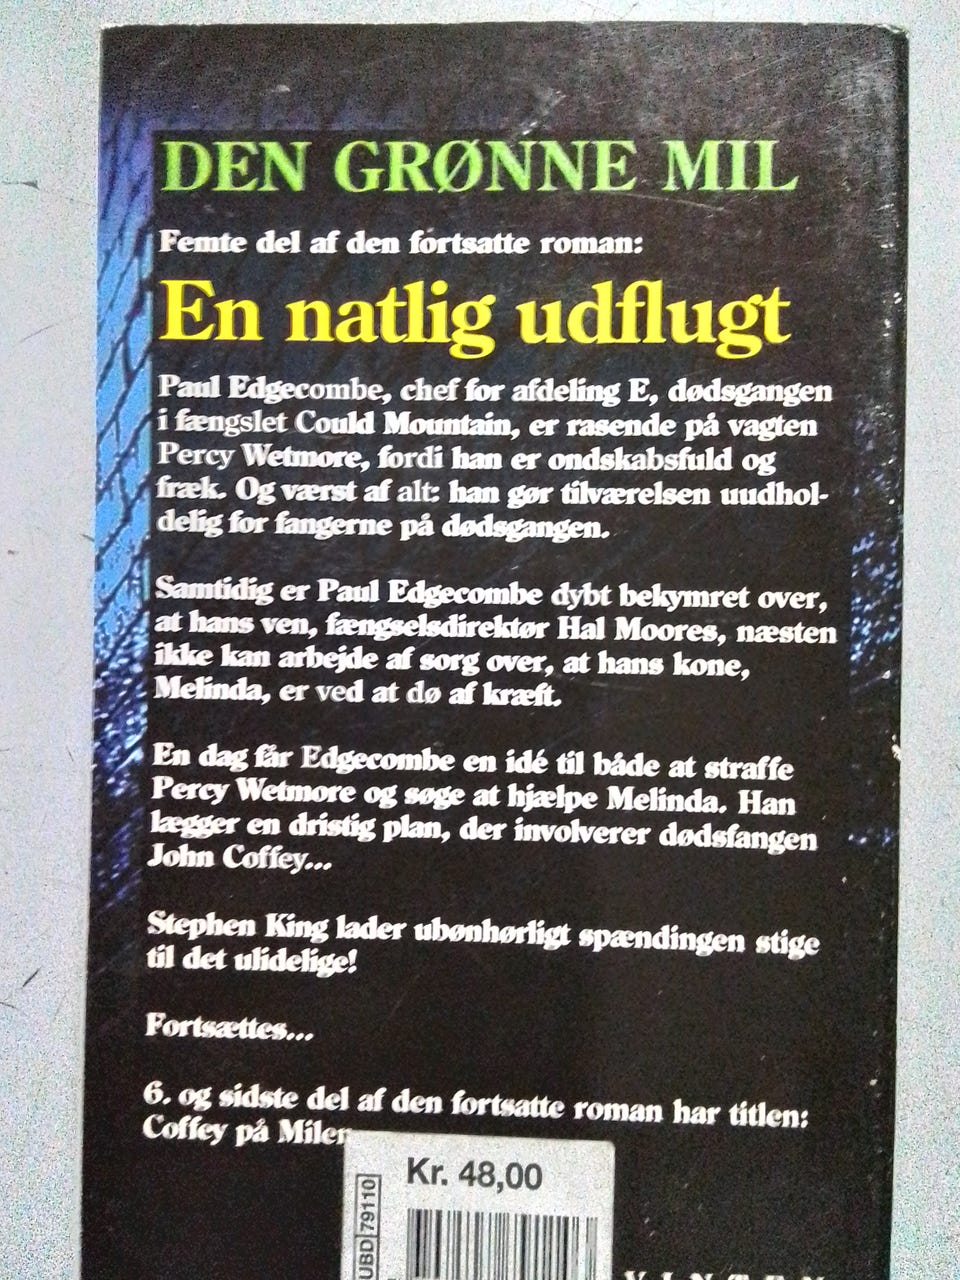 DEN GRØNNE MIL
Femte del af den fortsatte roman:
En natlig udflugt
Paul Edgecombe, chef for afdeling E, dødsgangen
i fængslet Could Mountain, er rasende på vagten
Percy Wetmore, fordi han er ondskabsfuld og
fræk. Og værst af alt: han gør tilværelsen uudhol-
delig for fangerne på dødsgangen.
Samtidig er Paul Edgecombe dybt bekymret over,
at hans ven, fængselsdirektør Hal Moores, næsten
ikke kan arbejde af sorg over, at hans kone,
Melinda, er ved at dø af kræft.
En dag får Edgecombe en idé til både at straffe
Percy Wetmore og søge at hjælpe Melinda. Han
lægger en dristig plan, der involverer dødsfangen
John Coffey...
Stephen King lader ubønhørligt spændingen stige
til det ulidelige!
Fortsættes...
6. og sidste del af den fortsatte roman har titlen:
Coffey på Milen
Kr. 48,00
UBD 79110